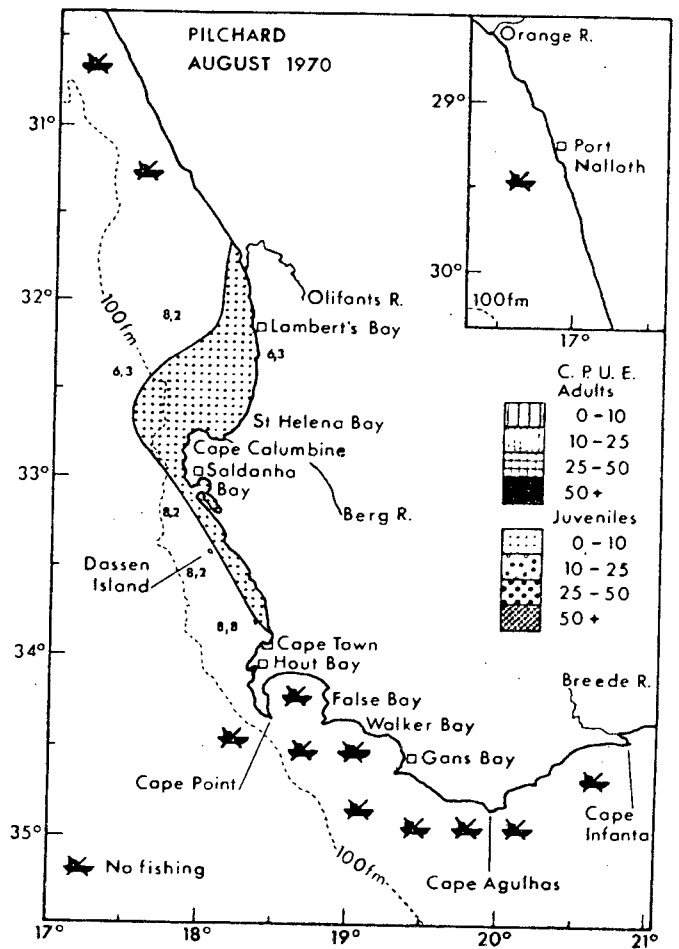 PILCHARD
AUGUST 1970
Orange R.
29°
Port
Nalloth
30°
100fm
17°
31°
32°
33°
34°
35°
100fm
8,2
6,3
Olifants R.
Lambert's Bay
6,3
St Helena Bay
Cape Calumbine
Saldanha
Bay
Berg R.
8,2
Dassen
Island
8,2
8,8
Cape Town
Hout Bay
False Bay
Walker Bay
Gans Bay
Breede R.
Cape Point
Cape
Infanta
Cape Agulhas
100fm
No fishing
C. P. U. E.
Adults
0-10
10-25
25-50
50+
Juveniles
0-10
10-25
25-50
50+
17°
18°
19°
20°
21°